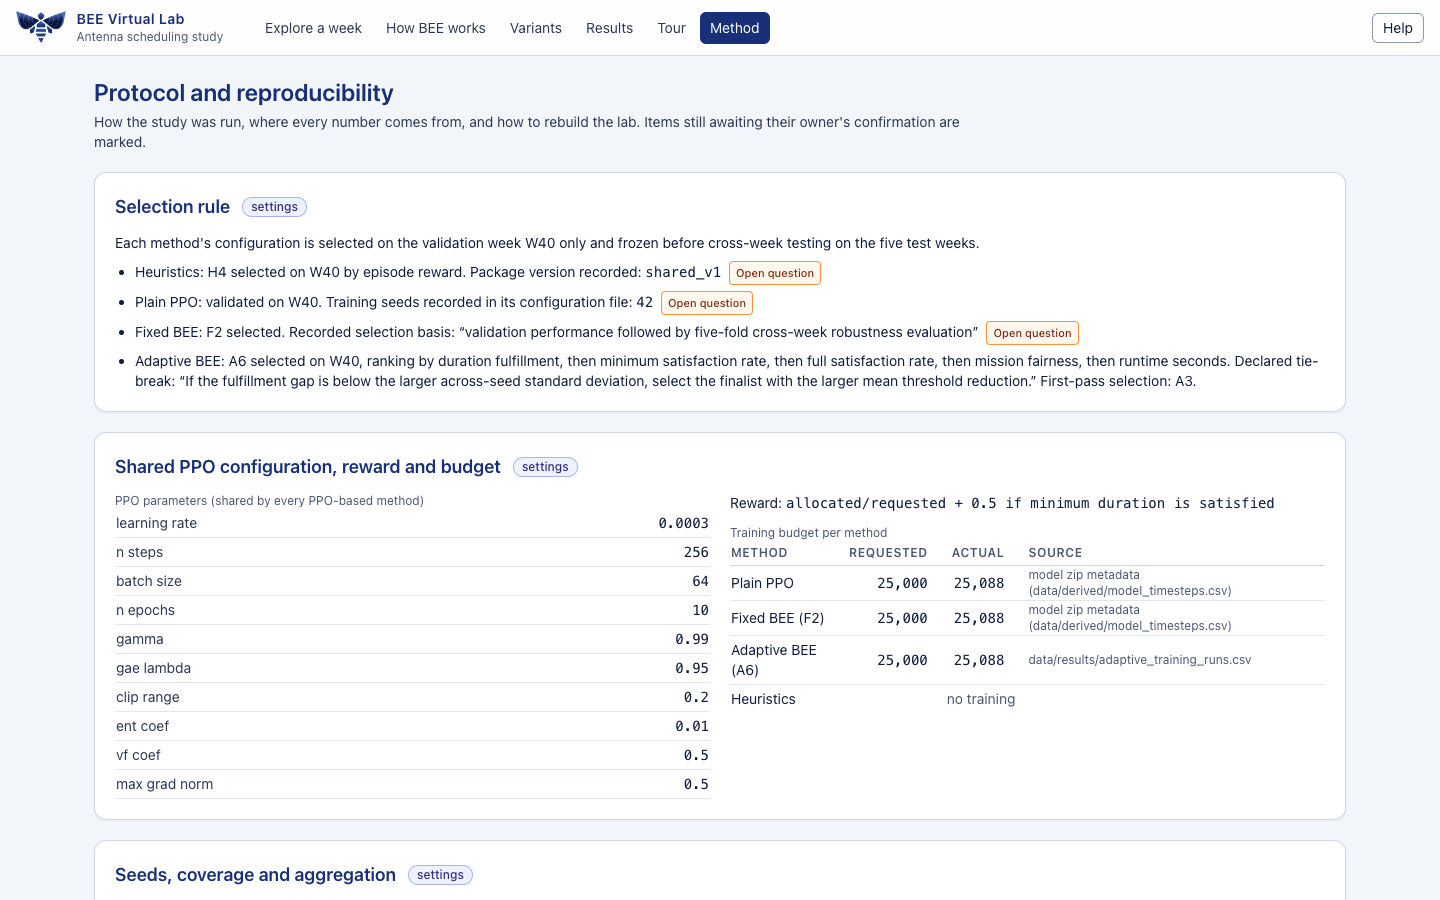 BEE Virtual Lab
Antenna scheduling study
Explore a week
How BEE works
Variants
Results
Tour
Method
Help
Protocol and reproducibility
How the study was run, where every number comes from, and how to rebuild the lab. Items still awaiting their owner's confirmation are
marked.
Selection rule settings
Each method's configuration is selected on the validation week W40 only and frozen before cross-week testing on the five test weeks.
• Heuristics: H4 selected on W40 by episode reward. Package version recorded: shared_v1 Open question
• Plain PPO: validated on W40. Training seeds recorded in its configuration file: 42 Open question
• Fixed BEE: F2 selected. Recorded selection basis: “validation performance followed by five-fold cross-week robustness evaluation” Open question
• Adaptive BEE: A6 selected on W40, ranking by duration fulfillment, then minimum satisfaction rate, then full satisfaction rate, then mission fairness, then runtime seconds. Declared tie-
break: “If the fulfillment gap is below the larger across-seed standard deviation, select the finalist with the larger mean threshold reduction.” First-pass selection: A3.
Shared PPO configuration, reward and budget settings
PPO parameters (shared by every PPO-based method)
learning rate 0.0003
n steps 256
batch size 64
n epochs 10
gamma 0.99
gae lambda 0.95
clip range 0.2
ent coef 0.01
vf coef 0.5
max grad norm 0.5
Reward: allocated/requested + 0.5 if minimum duration is satisfied
Training budget per method
METHOD REQUESTED ACTUAL SOURCE
Plain PPO 25,000 25,088 model zip metadata
(data/derived/model_timesteps.csv)
Fixed BEE (F2) 25,000 25,088 model zip metadata
(data/derived/model_timesteps.csv)
Adaptive BEE
(A6) 25,000 25,088 data/results/adaptive_training_runs.csv
Heuristics no training
Seeds, coverage and aggregation settings